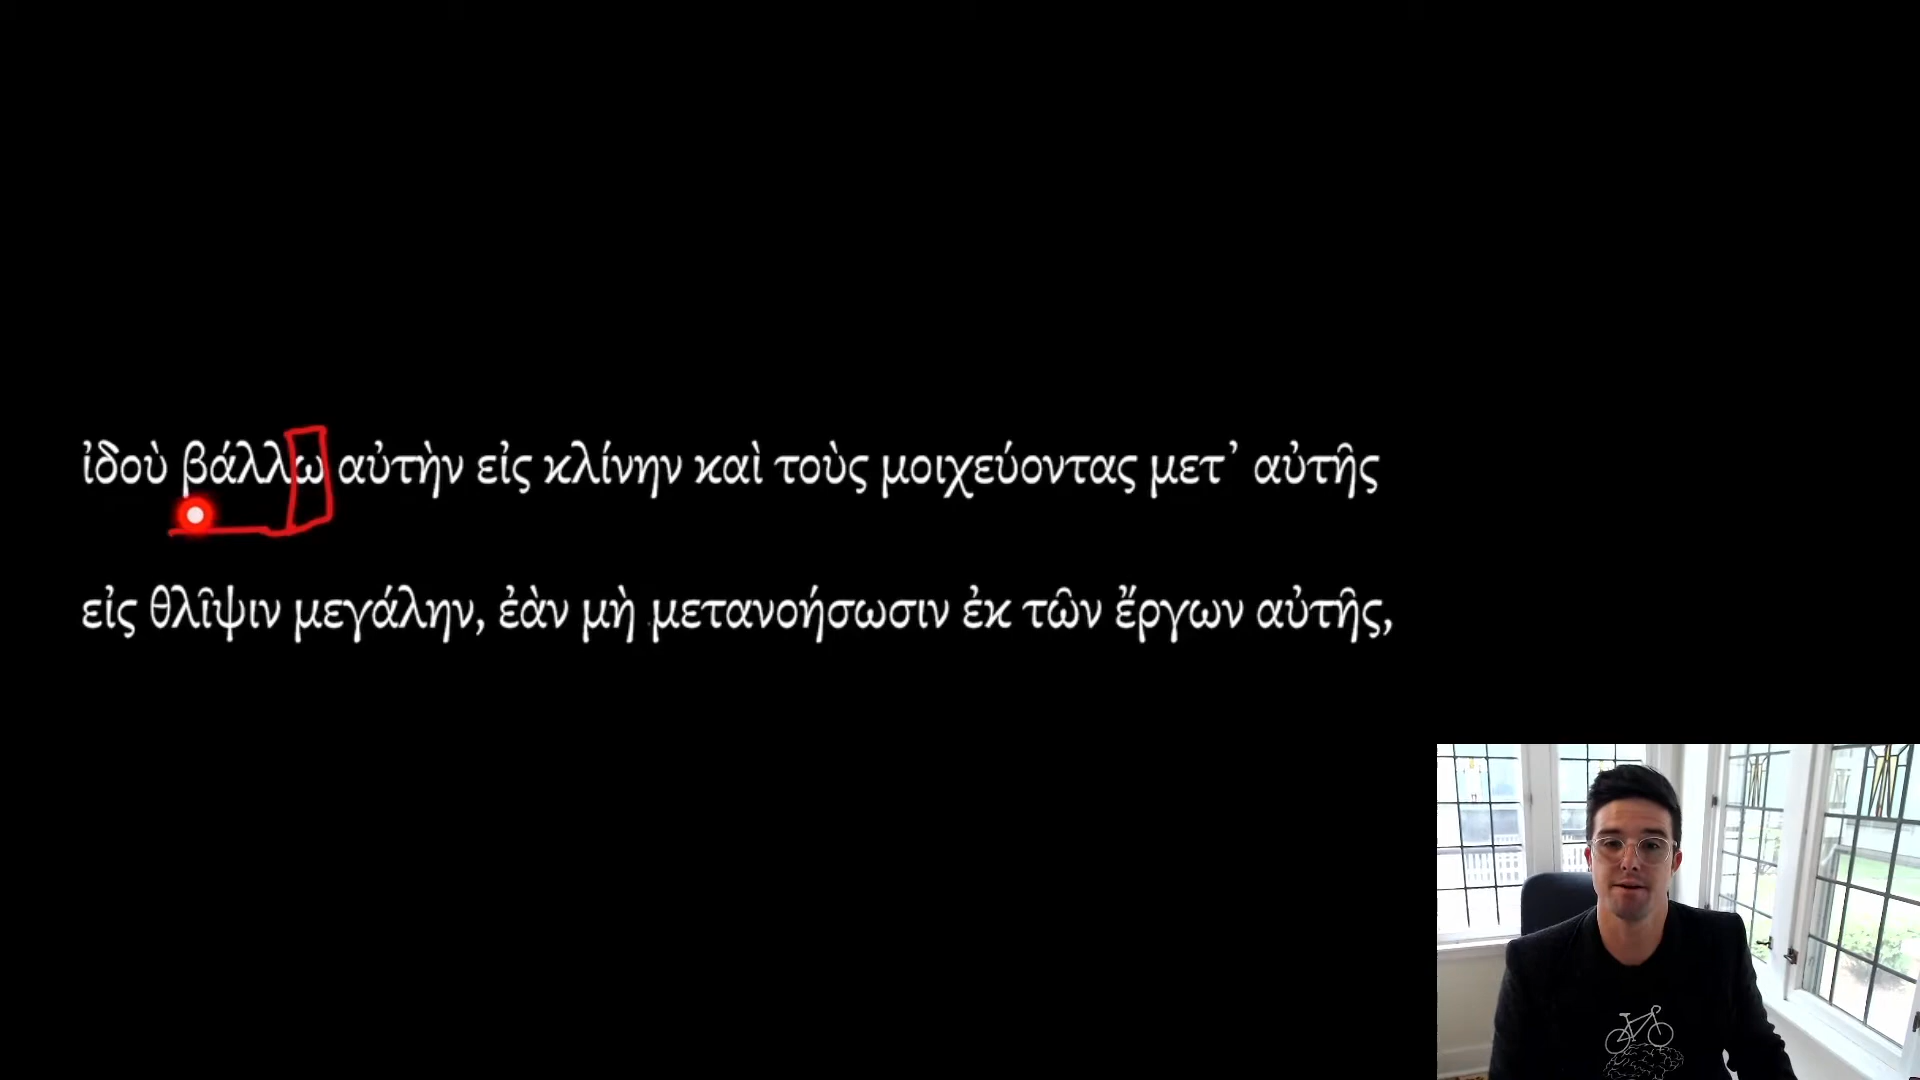 ἰδοὺ βάλλω αὐτὴν εἰς κλίνην καὶ τοὺς μοιχεύοντας μετ᾽ αὐτῆς
εἰς θλῖψιν μεγάλην, ἐὰν μὴ μετανοήσωσιν ἐκ τῶν ἔργων αὐτῆς,